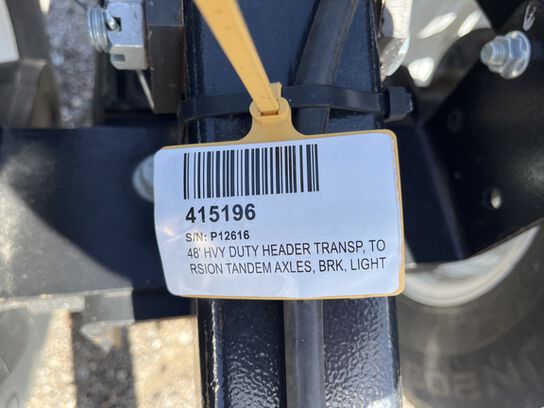 415196
S/N: P12616
48' HVY DUTY HEADER TRANSP, TO
RSION TANDEM AXLES, BRK, LIGHT